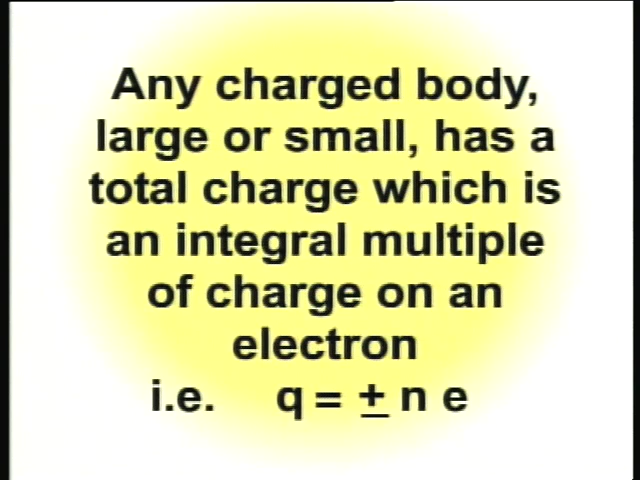 Any charged body,
large or small, has a
total charge which is
an integral multiple
of charge on an
electron
i.e. q = ± n e